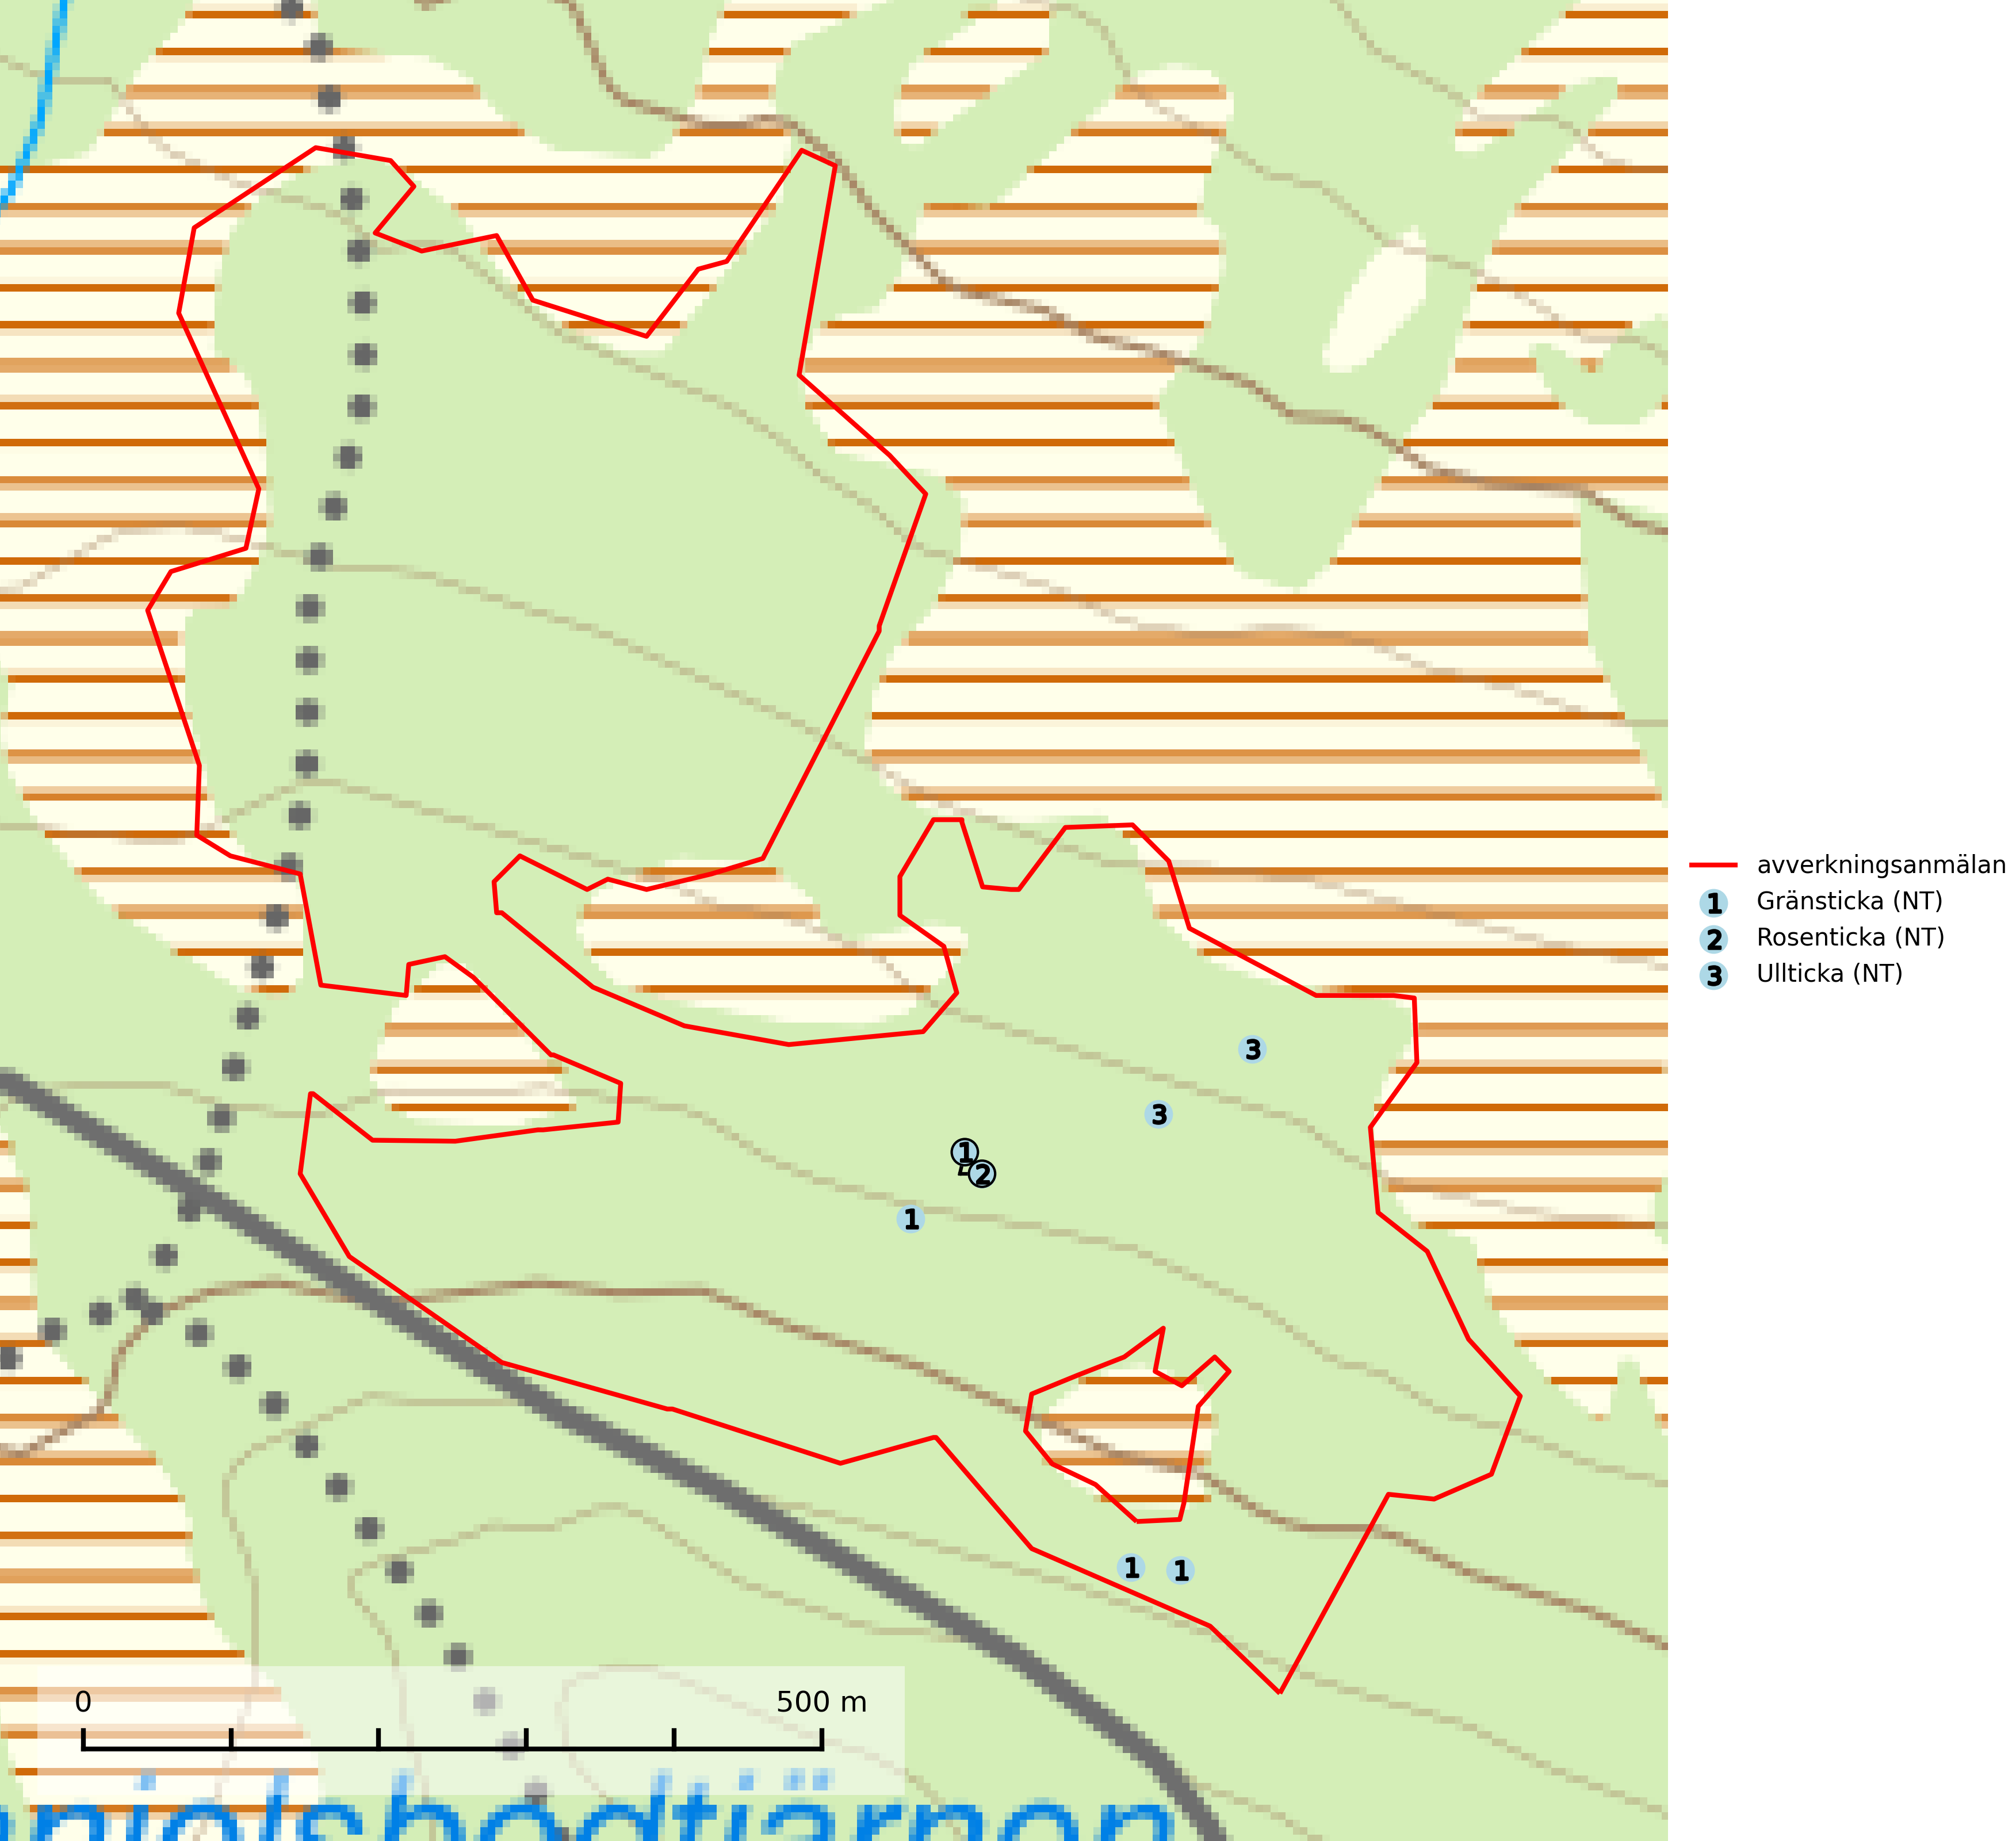 3
3
1
2
1
1 1
0 500 m
avverkningsanmälan
1 Gränsticka (NT)
2 Rosenticka (NT)
3 Ullticka (NT)